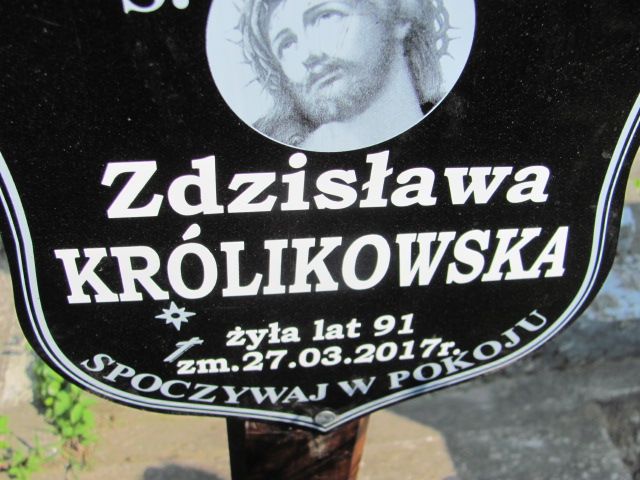 Ś.
Zdzisława
KRÓLIKOWSKA
żyła lat 91
zm.27.03.2017r.
SPOCZYWAJ W POKOJU